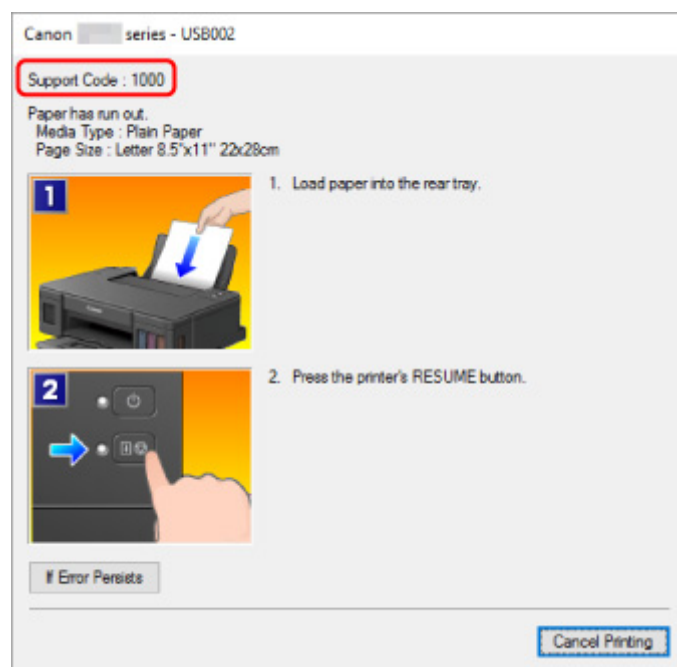 Canon series - USB002
Support Code : 1000
Paper has run out.
Media Type : Plain Paper
Page Size : Letter 8.5"x11" 22x28cm
1
1. Load paper into the rear tray.
2
2. Press the printer's RESUME button.
If Error Persists
Cancel Printing